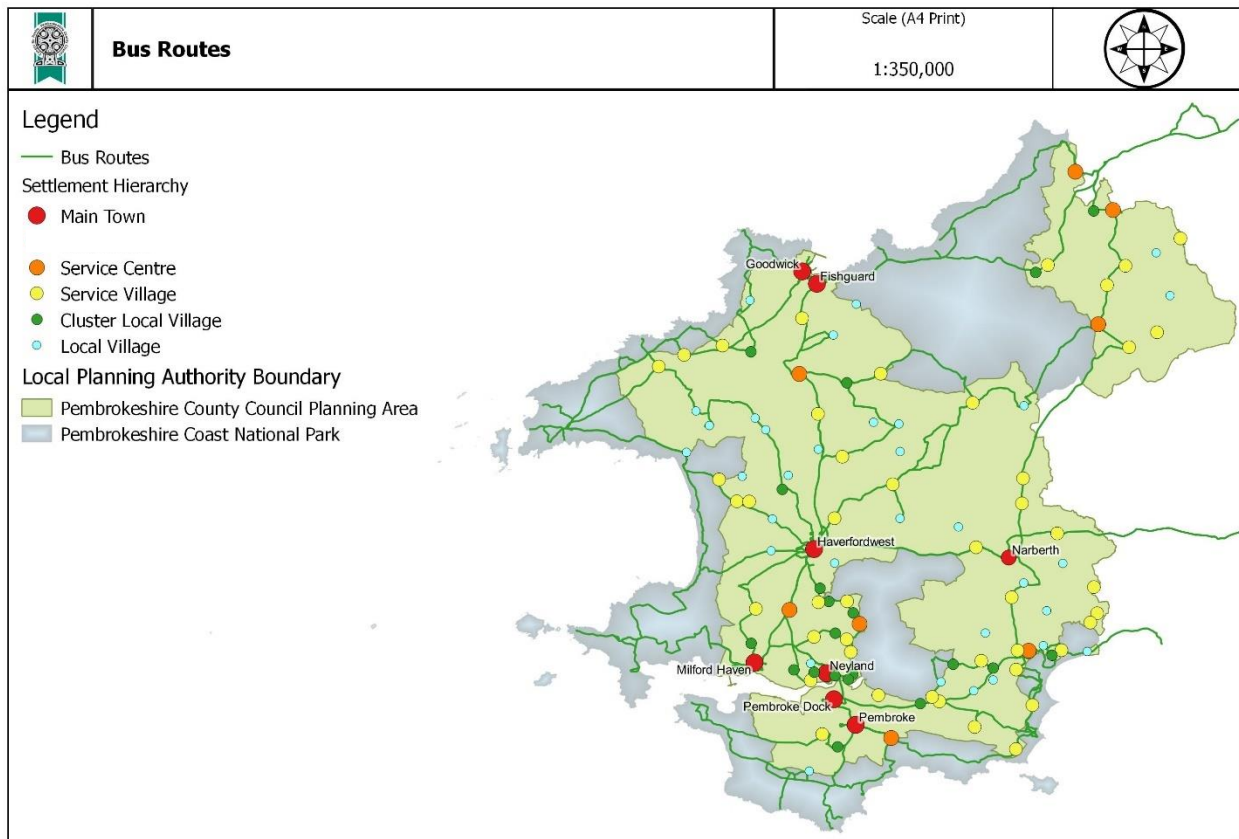 Bus Routes
Scale (A4 Print)
1:350,000
Legend
Bus Routes
Settlement Hierarchy
Main Town
Service Centre
Service Village
Cluster Local Village
Local Village
Local Planning Authority Boundary
Pembrokeshire County Council Planning Area
Pembrokeshire Coast National Park
Goodwick
Fishguard
Haverfordwest
Narberth
Milford Haven
Neyland
Pembroke Dock
Pembroke